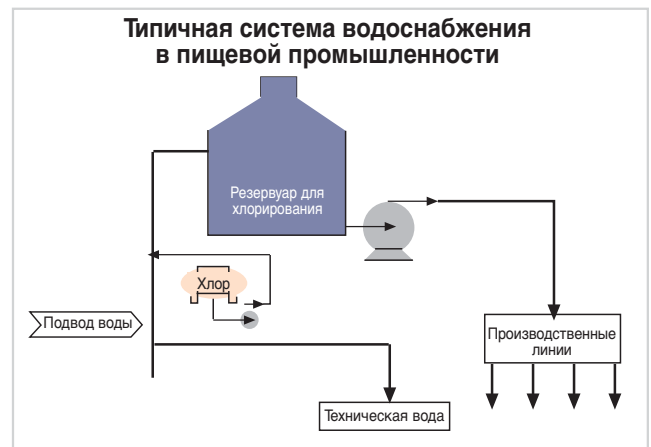 Типичная система водоснабжения
в пищевой промышленности
Резервуар для
хлорирования
Хлор
Подвод воды
Производственные
линии
Техническая вода